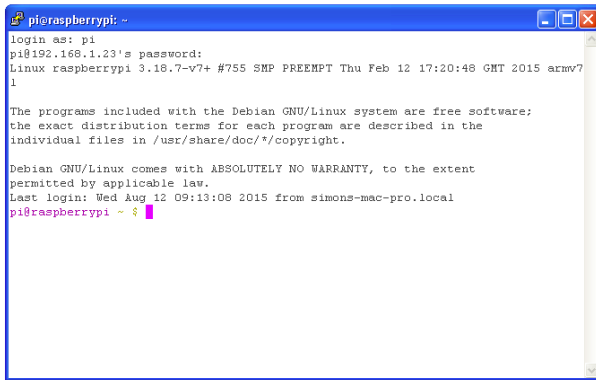 pi@raspberrypi: ~
login as: pi
pi@192.168.1.23's password:
Linux raspberrypi 3.18.7-v7+ #755 SMP PREEMPT Thu Feb 12 17:20:48 GMT 2015 armv7
l
The programs included with the Debian GNU/Linux system are free software;
the exact distribution terms for each program are described in the
individual files in /usr/share/doc/*/copyright.
Debian GNU/Linux comes with ABSOLUTELY NO WARRANTY, to the extent
permitted by applicable law.
Last login: Wed Aug 12 09:13:08 2015 from simons-mac-pro.local
pi@raspberrypi ~ $